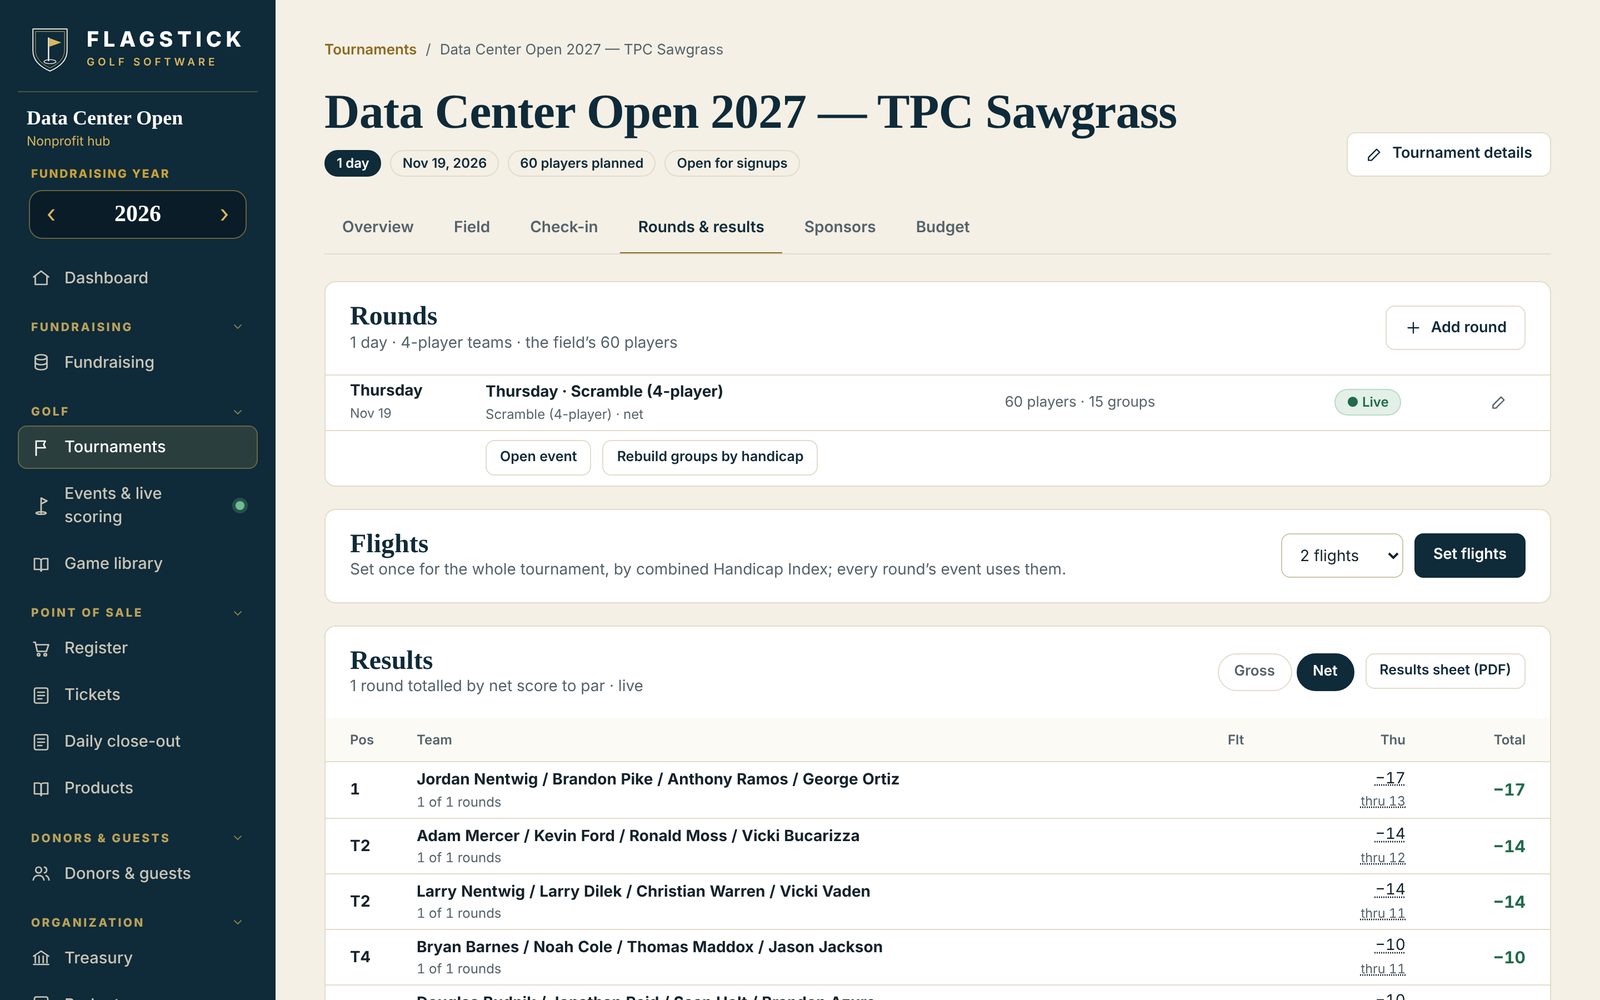 FLAGSTICK
GOLF SOFTWARE
Data Center Open
Nonprofit hub
FUNDRAISING YEAR
2026
Dashboard
FUNDRAISING
Fundraising
GOLF
Tournaments
Events & live
scoring
Game library
POINT OF SALE
Register
Tickets
Daily close-out
Products
DONORS & GUESTS
Donors & guests
ORGANIZATION
Treasury
Tournaments / Data Center Open 2027 — TPC Sawgrass
Data Center Open 2027 — TPC Sawgrass
1 day
Nov 19, 2026
60 players planned
Open for signups
Tournament details
Overview
Field
Check-in
Rounds & results
Sponsors
Budget
Rounds
1 day · 4-player teams · the field's 60 players
Add round
Thursday
Nov 19
Thursday · Scramble (4-player)
Scramble (4-player) · net
60 players · 15 groups
Live
Open event
Rebuild groups by handicap
Flights
Set once for the whole tournament, by combined Handicap Index; every round's event uses them.
2 flights
Set flights
Results
1 round totalled by net score to par · live
Gross
Net
Results sheet (PDF)
Pos Team Flt Thu Total
1 Jordan Nentwig / Brandon Pike / Anthony Ramos / George Ortiz −17 −17
1 of 1 rounds thru 13
T2 Adam Mercer / Kevin Ford / Ronald Moss / Vicki Bucarizza −14 −14
1 of 1 rounds thru 12
T2 Larry Nentwig / Larry Dilek / Christian Warren / Vicki Vaden −14 −14
1 of 1 rounds thru 11
T4 Bryan Barnes / Noah Cole / Thomas Maddox / Jason Jackson −10 −10
1 of 1 rounds thru 11